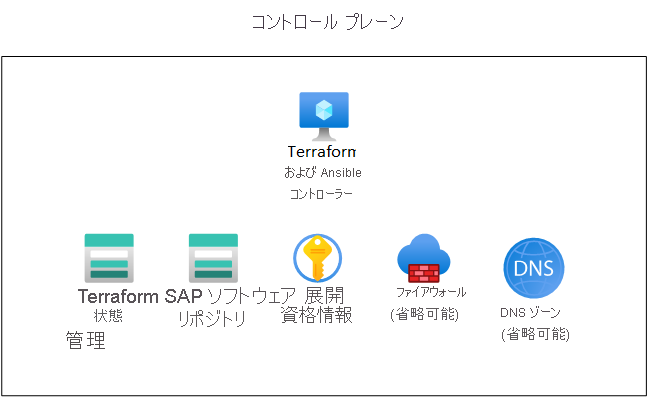 コントロール プレーン
Terraform
および Ansible
コントローラー
Terraform SAP ソフトウェア 展開
状態
リポジトリ
資格情報
管理
ファイアウォール
(省略可能)
DNS
DNS ゾーン
(省略可能)